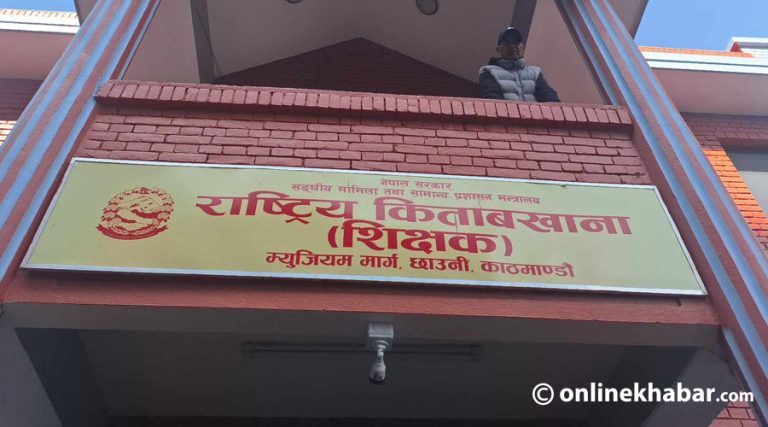 नेपाल सरकार
सङ्घीय मामिला तथा सामान्य प्रशासन मन्त्रालय
राष्ट्रिय किताबखाना
(शिक्षक)
म्युजियम मार्ग, छाउनी, काठमाण्डौ
© onlinekhabar.com